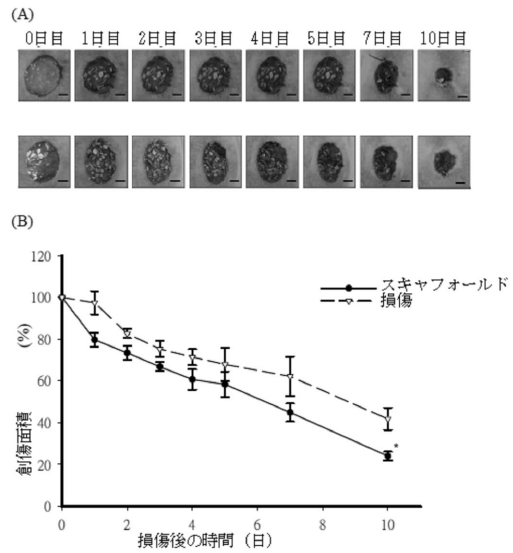 (A)
0日目 1日目 2日目 3日目 4日目 5日目 7日目 10日目
(B)
120
100
80
60
40
20
0
創傷面積 (%)
スキャフォールド
損傷
*
0 2 4 6 8 10
損傷後の時間 (日)